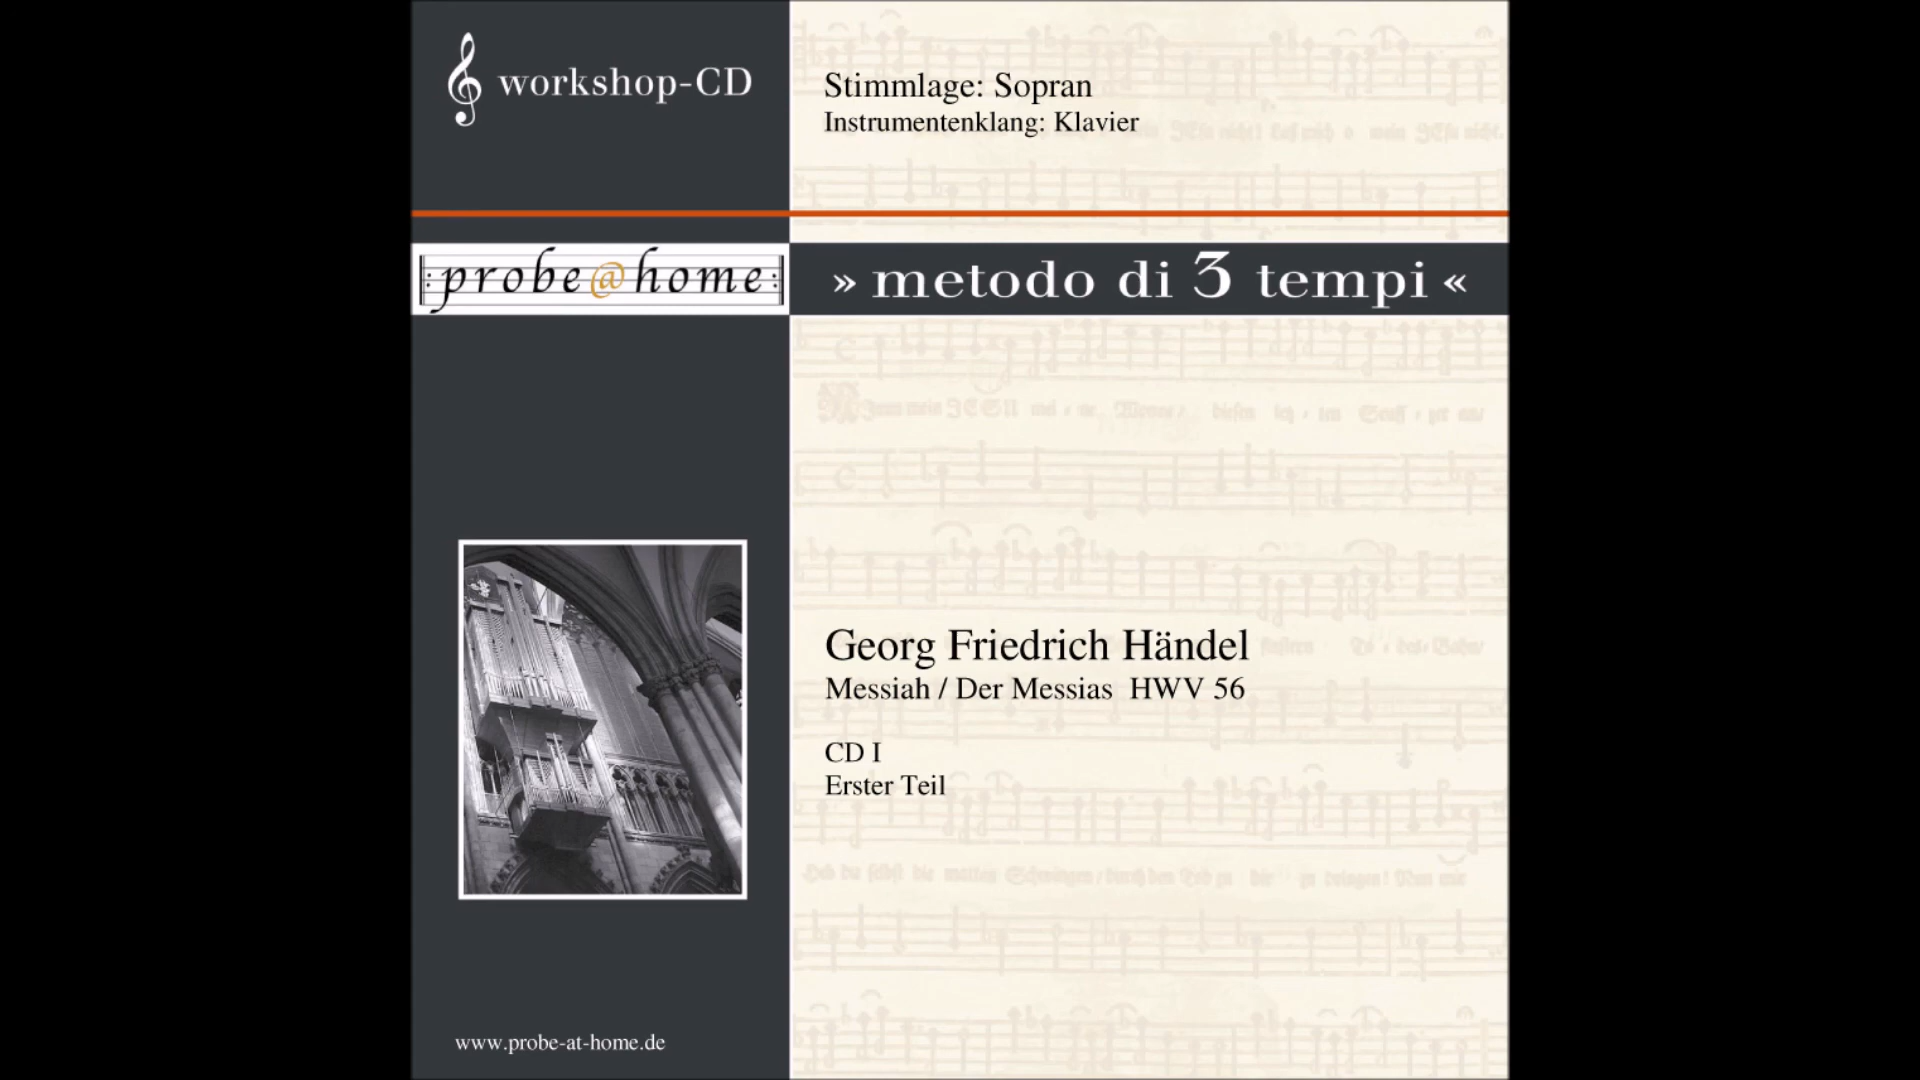 workshop-CD
Stimmlage: Sopran
Instrumentenklang: Klavier
probe@home
» metodo di 3 tempi «
Georg Friedrich Händel
Messiah / Der Messias HWV 56
CD I
Erster Teil
www.probe-at-home.de